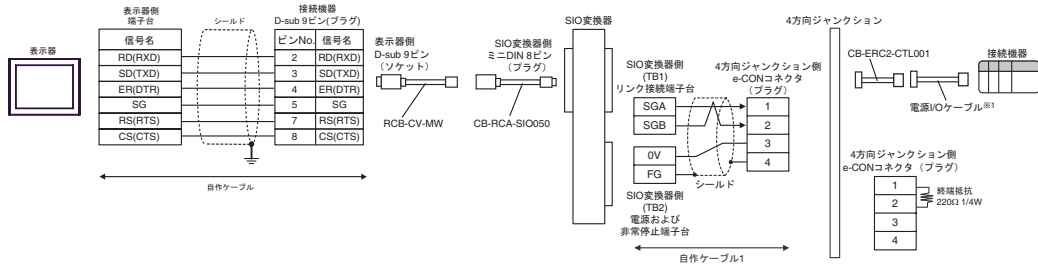 表示器
表示器側
端子台
シールド
接続機器
D-sub 9ピン(プラグ)
信号名
ピンNo.
信号名
RD(RXD)
2
RD(RXD)
SD(TXD)
3
SD(TXD)
ER(DTR)
4
ER(DTR)
SG
5
SG
RS(RTS)
7
RS(RTS)
CS(CTS)
8
CS(CTS)
自作ケーブル
表示器側
D-sub 9ピン
(ソケット)
RCB-CV-MW
SIO変換器側
ミニDIN 8ピン
(プラグ)
CB-RCA-SIO050
SIO変換器
SIO変換器側
(TB1)
リンク接続端子台
4方向ジャンクション側
e-CONコネクタ
(プラグ)
SGA
1
SGB
2
3
0V
4
FG
シールド
SIO変換器側
(TB2)
電源および
非常停止端子台
自作ケーブル1
4方向ジャンクション
CB-ERC2-CTL001
接続機器
電源I/Oケーブル※1
4方向ジャンクション側
e-CONコネクタ（プラグ）
1
2
3
4
終端抵抗
220Ω 1/4W